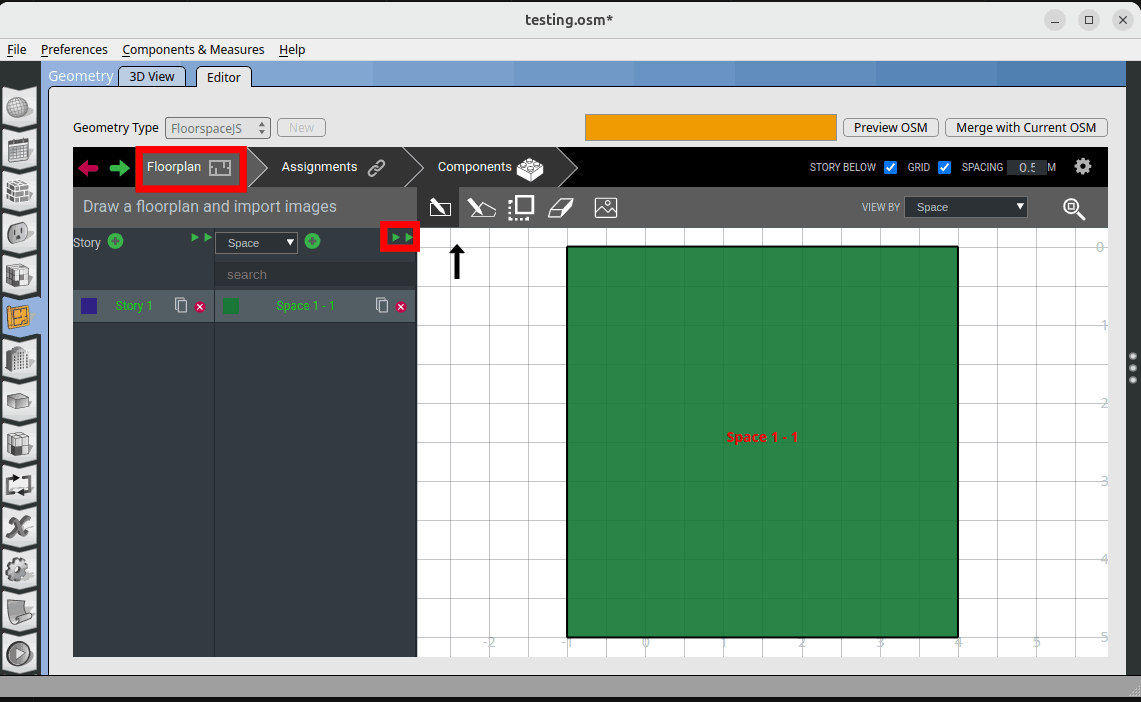 testing.osm*
File Preferences Components & Measures Help
Geometry 3D View Editor
Geometry Type FloorspaceJS New Preview OSM Merge with Current OSM
Floorplan Assignments Components STORY BELOW GRID SPACING 0.5 M
Draw a floorplan and import images VIEW BY Space
Story Space
search
Story 1 Space 1 - 1
Space 1 - 1
0
1
2
3
4
5
-2 -1 0 1 2 3 4 5